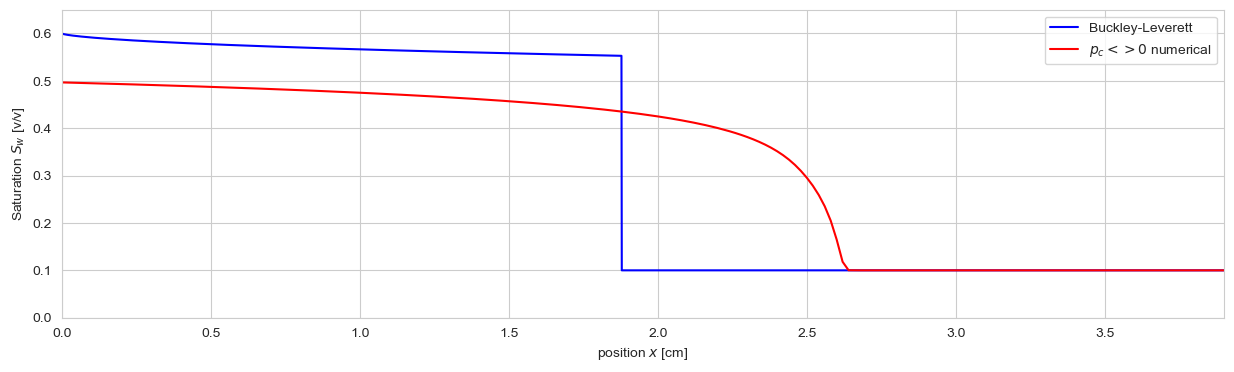 Buckley-Leverett
p_c <> 0 numerical
Saturation S_w [v/v]
0.6
0.5
0.4
0.3
0.2
0.1
0.0
0.0 0.5 1.0 1.5 2.0 2.5 3.0 3.5
position x [cm]